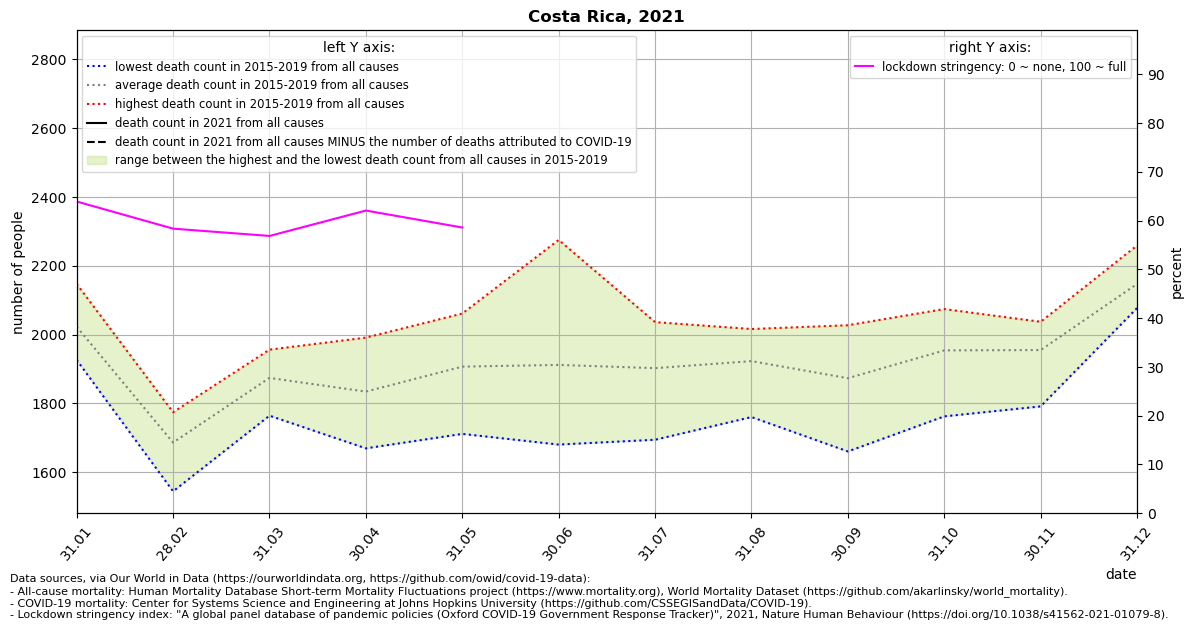 Costa Rica, 2021
left Y axis:
lowest death count in 2015-2019 from all causes
average death count in 2015-2019 from all causes
highest death count in 2015-2019 from all causes
death count in 2021 from all causes
death count in 2021 from all causes MINUS the number of deaths attributed to COVID-19
range between the highest and the lowest death count from all causes in 2015-2019
right Y axis:
lockdown stringency: 0 ~ none, 100 ~ full
number of people
2800
2600
2400
2200
2000
1800
1600
percent
90
80
70
60
50
40
30
20
10
0
31.01
28.02
31.03
30.04
31.05
30.06
31.07
31.08
30.09
31.10
30.11
31.12
date
Data sources, via Our World in Data (https://ourworldindata.org, https://github.com/owid/covid-19-data):
- All-cause mortality: Human Mortality Database Short-term Mortality Fluctuations project (https://www.mortality.org), World Mortality Dataset (https://github.com/akarlinsky/world_mortality).
- COVID-19 mortality: Center for Systems Science and Engineering at Johns Hopkins University (https://github.com/CSSEGISandData/COVID-19).
- Lockdown stringency index: "A global panel database of pandemic policies (Oxford COVID-19 Government Response Tracker)", 2021, Nature Human Behaviour (https://doi.org/10.1038/s41562-021-01079-8).